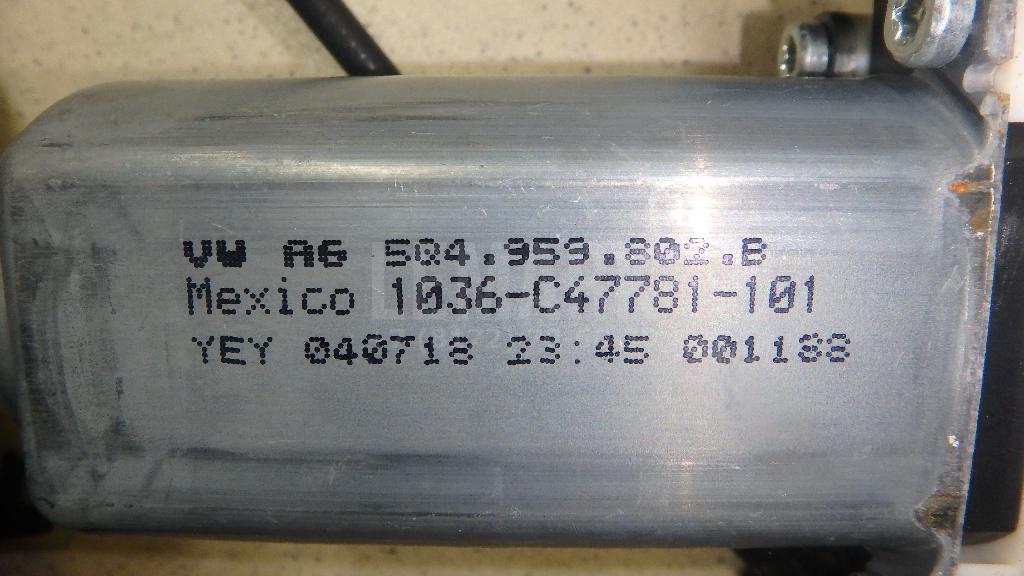 VW A6 5Q4.959.802.B
Mexico 1036-C47781-101
YEY 040718 23:45 001188